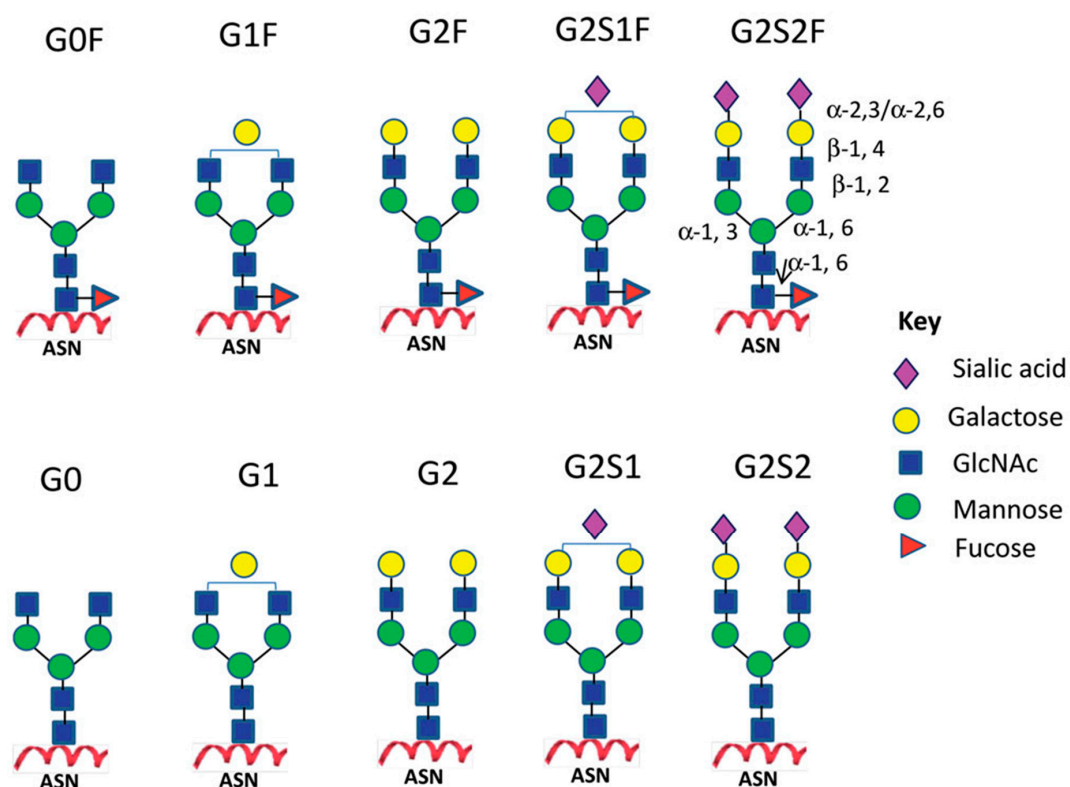 G0F
G1F
G2F
G2S1F
G2S2F
α-2,3/α-2,6
β-1, 4
β-1, 2
α-1, 3
α-1, 6
α-1, 6
ASN
ASN
ASN
ASN
ASN
Key
Sialic acid
Galactose
GlcNAc
Mannose
Fucose
G0
G1
G2
G2S1
G2S2
ASN
ASN
ASN
ASN
ASN